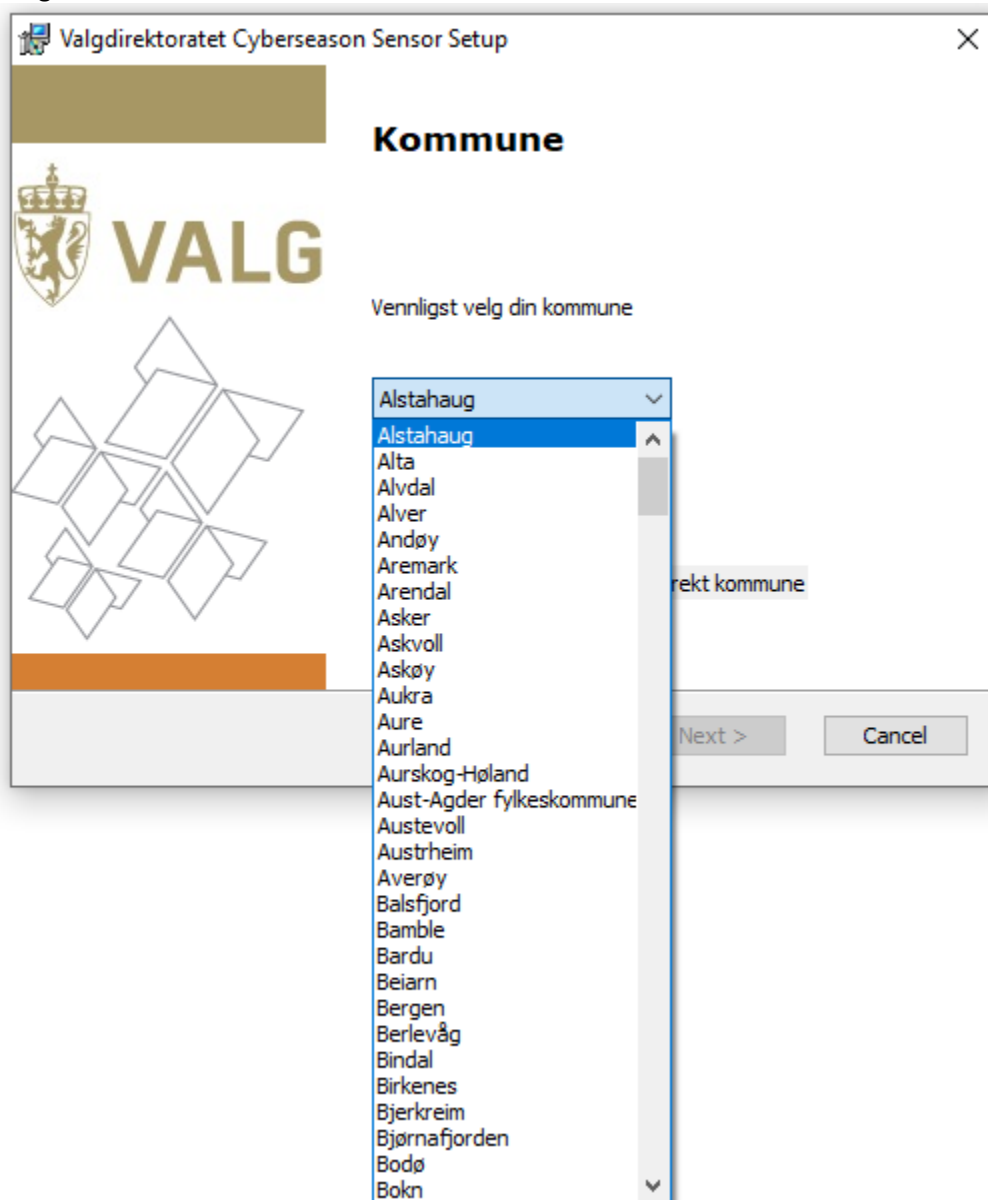 Valgdirektoratet Cyberseason Sensor Setup
Kommune
VALG
Vennligst velg din kommune
Alstahaug
Alstahaug
Alta
Alvdal
Alver
Andøy
Aremark
Arendal
Asker
Askvoll
Askøy
Aukra
Aure
Aurland
Aurskog-Høland
Aust-Agder fylkeskommune
Austevoll
Austrheim
Averøy
Balsfjord
Bamble
Bardu
Beiarn
Bergen
Berlevåg
Bindal
Birkenes
Bjerkreim
Bjørnafjorden
Bodø
Bokn
rekt kommune
Next >
Cancel